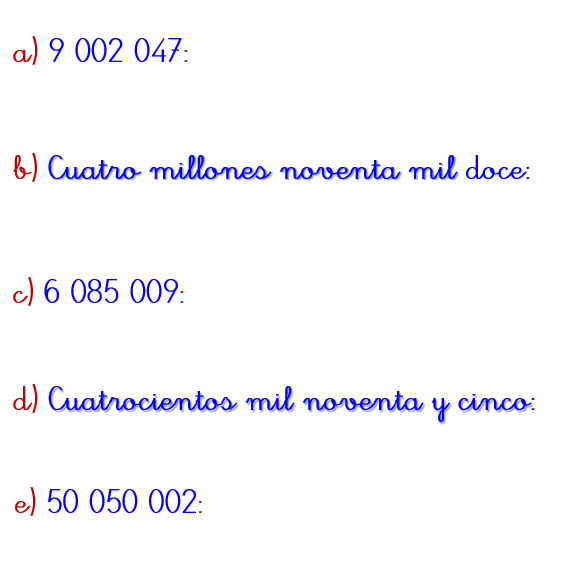 a) 9 002 047:
b) Cuatro millones noventa mil doce:
c) 6 085 009:
d) Cuatrocientos mil noventa y cinco:
e) 50 050 002: